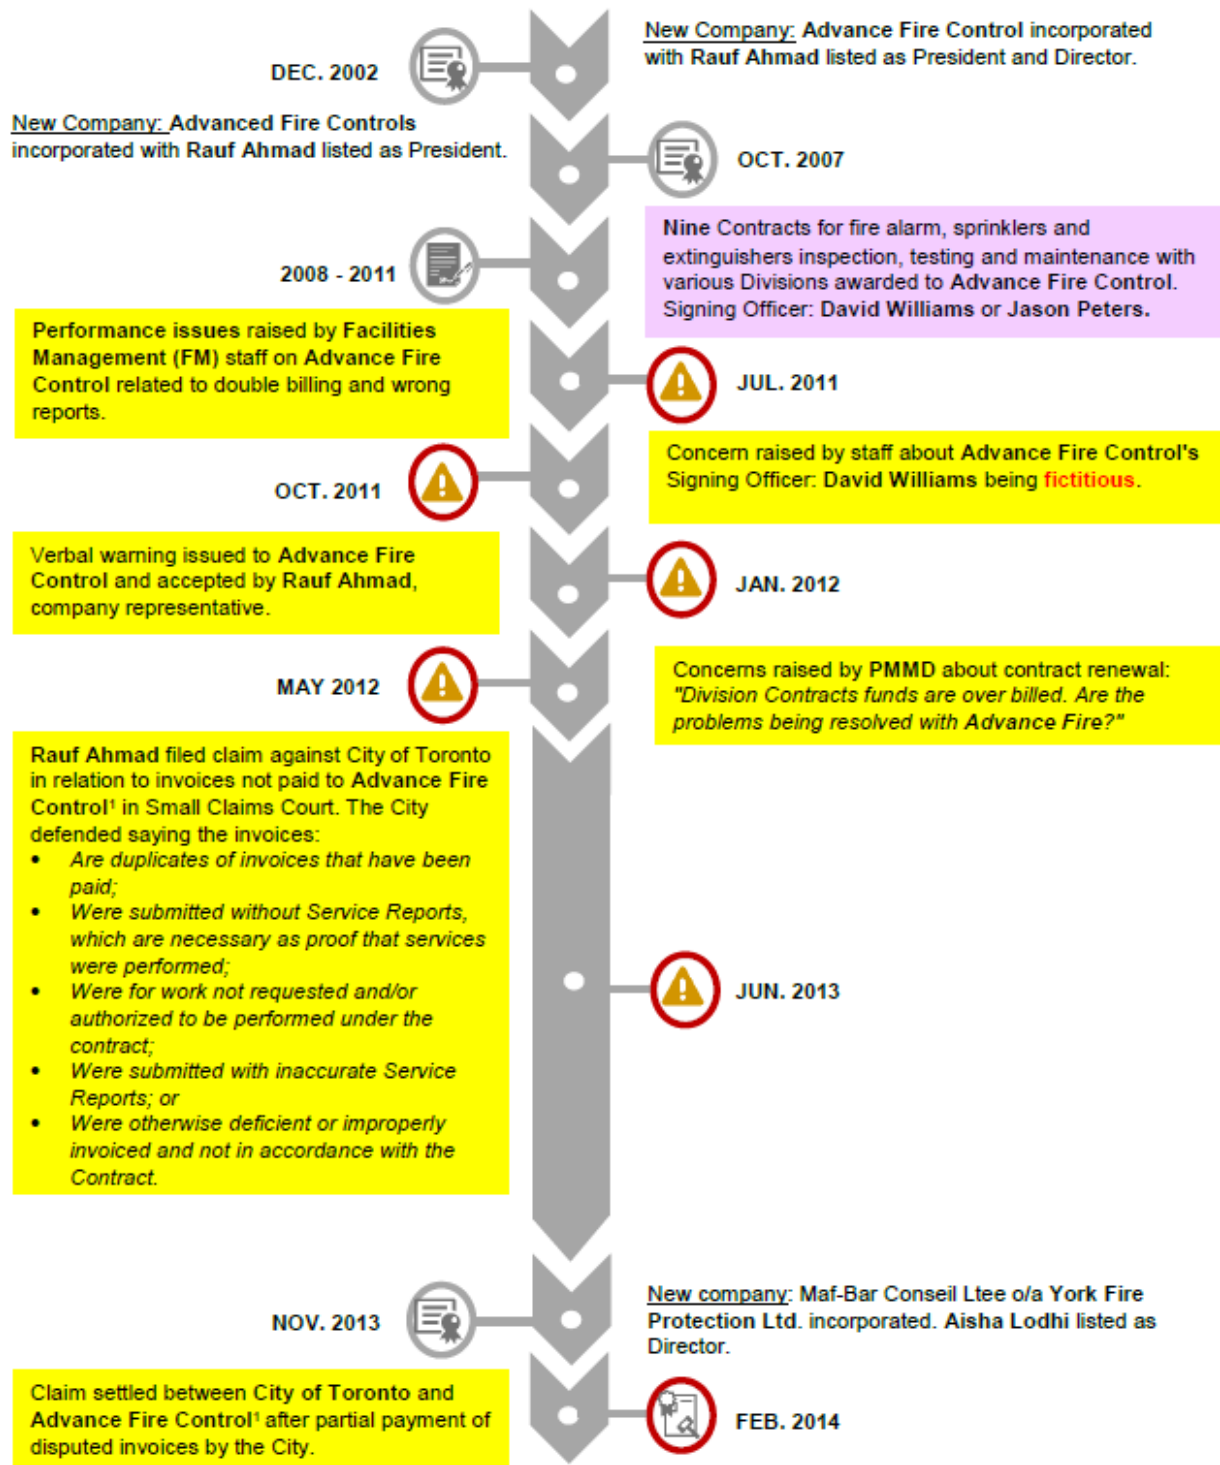 DEC. 2002
New Company: Advance Fire Control incorporated
with Rauf Ahmad listed as President and Director.
New Company: Advanced Fire Controls
incorporated with Rauf Ahmad listed as President.
OCT. 2007
2008 - 2011
Nine Contracts for fire alarm, sprinklers and
extinguishers inspection, testing and maintenance with
various Divisions awarded to Advance Fire Control.
Signing Officer: David Williams or Jason Peters.
Performance issues raised by Facilities
Management (FM) staff on Advance Fire
Control related to double billing and wrong
reports.
JUL. 2011
OCT. 2011
Concern raised by staff about Advance Fire Control's
Signing Officer: David Williams being fictitious.
Verbal warning issued to Advance Fire
Control and accepted by Rauf Ahmad,
company representative.
JAN. 2012
MAY 2012
Concerns raised by PMMD about contract renewal:
"Division Contracts funds are over billed. Are the
problems being resolved with Advance Fire?"
Rauf Ahmad filed claim against City of Toronto
in relation to invoices not paid to Advance Fire
Control¹ in Small Claims Court. The City
defended saying the invoices:
• Are duplicates of invoices that have been
paid;
• Were submitted without Service Reports,
which are necessary as proof that services
were performed;
• Were for work not requested and/or
authorized to be performed under the
contract;
• Were submitted with inaccurate Service
Reports; or
• Were otherwise deficient or improperly
invoiced and not in accordance with the
Contract.
JUN. 2013
NOV. 2013
New company: Maf-Bar Conseil Ltee o/a York Fire
Protection Ltd. incorporated. Aisha Lodhi listed as
Director.
Claim settled between City of Toronto and
Advance Fire Control¹ after partial payment of
disputed invoices by the City.
FEB. 2014